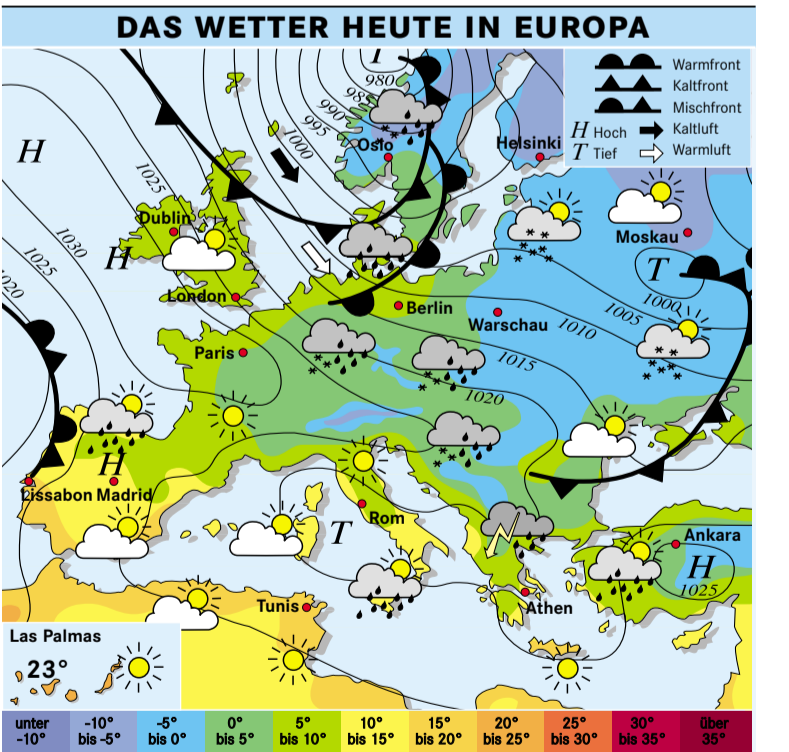 DAS WETTER HEUTE IN EUROPA
T
980
985
990
995
1000
Warmfront
Kaltfront
Mischfront
H Hoch
Kaltluft
T Tief
Warmluft
Oslo
Helsinki
H
1025
Dublin
Moskau
1030
H
1025
T
1020
London
Berlin
1000
1005
Warschau
1010
Paris
1015
1020
H
Lissabon Madrid
Rom
T
Ankara
H
1025
Tunis
Athen
Las Palmas
23°
unter -10°
-10° bis -5°
-5° bis 0°
0° bis 5°
5° bis 10°
10° bis 15°
15° bis 20°
20° bis 25°
25° bis 30°
30° bis 35°
über 35°